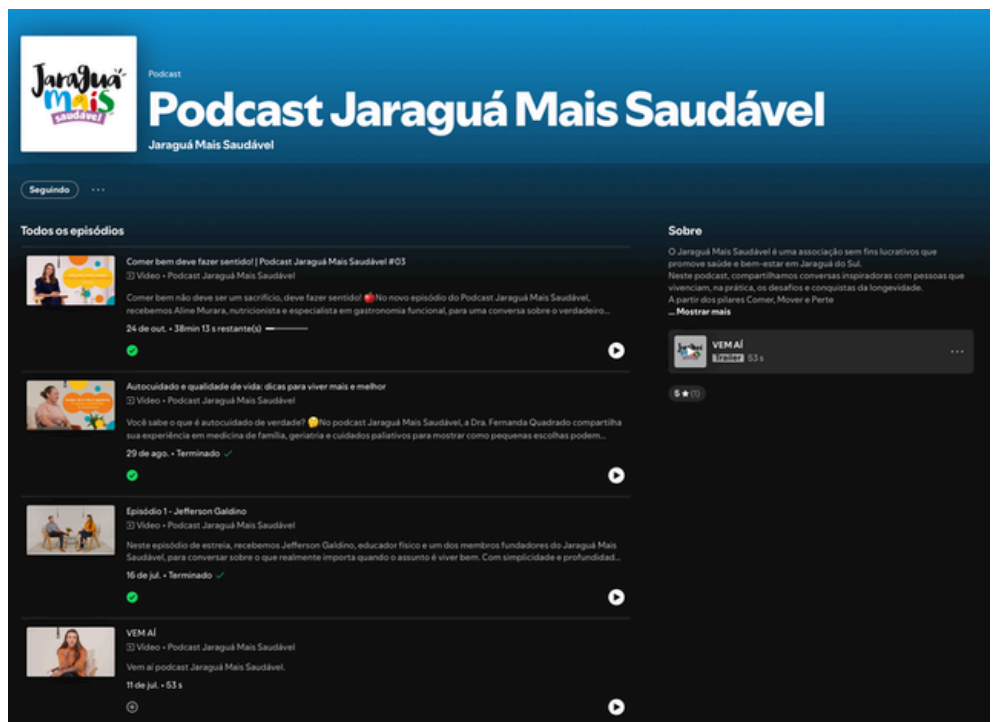 Jaraguá
mais
saudável
Podcast
Podcast Jaraguá Mais Saudável
Jaraguá Mais Saudável
Seguindo
Todos os episódios
Comer bem deve fazer sentido! | Podcast Jaraguá Mais Saudável #03
Vídeo • Podcast Jaraguá Mais Saudável
Comer bem não deve ser um sacrifício, deve fazer sentido! 🍎No novo episódio do Podcast Jaraguá Mais Saudável,
recebemos Aline Murara, nutricionista e especialista em gastronomia funcional, para uma conversa sobre o verdadeiro...
24 de out. • 38min 13 s restante(s)
Autocuidado e qualidade de vida: dicas para viver mais e melhor
Vídeo • Podcast Jaraguá Mais Saudável
Você sabe o que é autocuidado de verdade? 🤔No podcast Jaraguá Mais Saudável, a Dra. Fernanda Quadrado compartilha
sua experiência em medicina de família, geriatria e cuidados paliativos para mostrar como pequenas escolhas podem...
29 de ago. • Terminado
Episódio 1 - Jefferson Galdino
Vídeo • Podcast Jaraguá Mais Saudável
Neste episódio de estreia, recebemos Jefferson Galdino, educador físico e um dos membros fundadores do Jaraguá Mais
Saudável, para conversar sobre o que realmente importa quando o assunto é viver bem. Com simplicidade e profundidad...
16 de jul. • Terminado
VEM AÍ
Vídeo • Podcast Jaraguá Mais Saudável
Vem aí podcast Jaraguá Mais Saudável.
11 de jul. • 53 s
Sobre
O Jaraguá Mais Saudável é uma associação sem fins lucrativos que
promove saúde e bem-estar em Jaraguá do Sul.
Neste podcast, compartilhamos conversas inspiradoras com pessoas que
vivenciam, na prática, os desafios e conquistas da longevidade.
A partir dos pilares Comer, Mover e Perte
... Mostrar mais
VEM AÍ
Trailer 53 s
5 ★ (1)